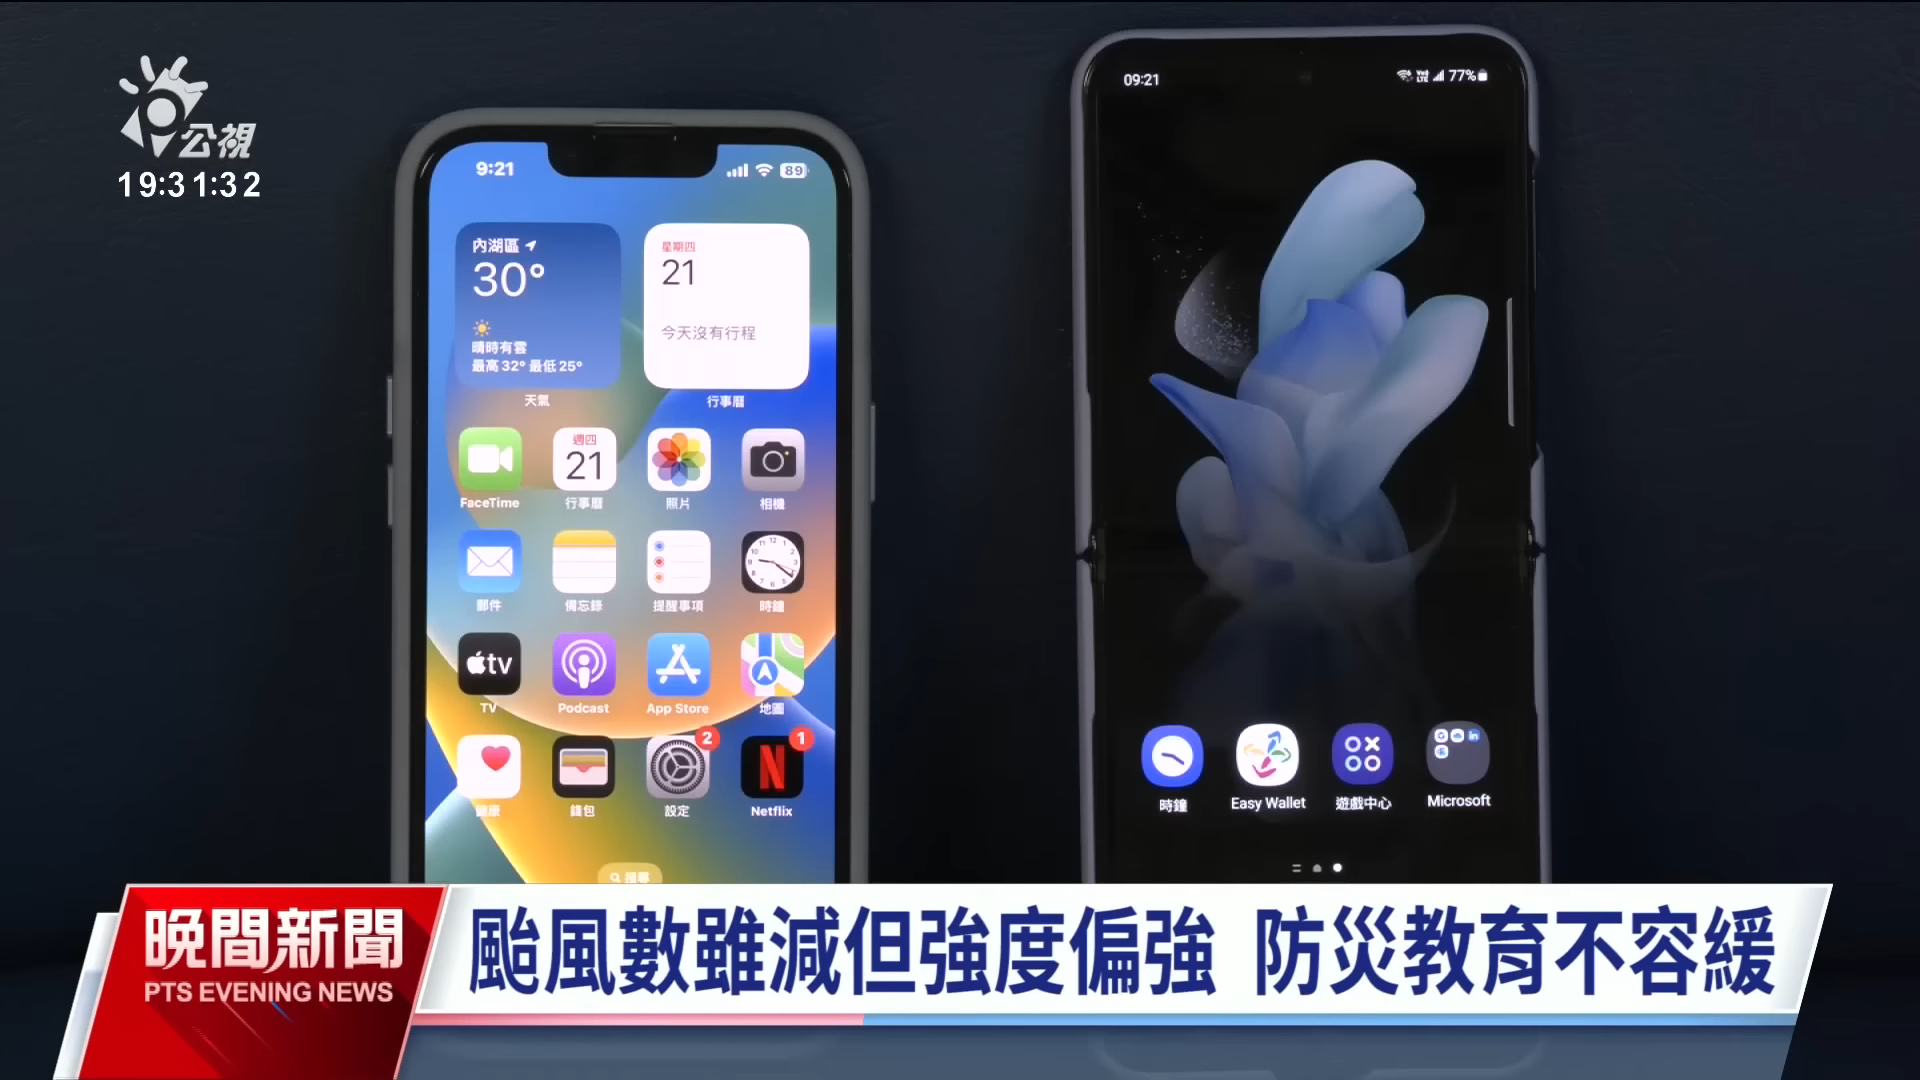 公視
19:31:32
9:21
89
內湖區
30°
晴時有雲
最高 32° 最低 25°
天氣
星期四
21
今天沒有行程
行事曆
FaceTime
週四
21
行事曆
照片
相機
郵件
備忘錄
提醒事項
時鐘
tv
TV
Podcast
App Store
地圖
健康
錢包
2
設定
1
N
Netflix
搜尋
09:21
77%
時鐘
Easy Wallet
遊戲中心
Microsoft
晚間新聞
PTS EVENING NEWS
颱風數雖減但強度偏強 防災教育不容緩